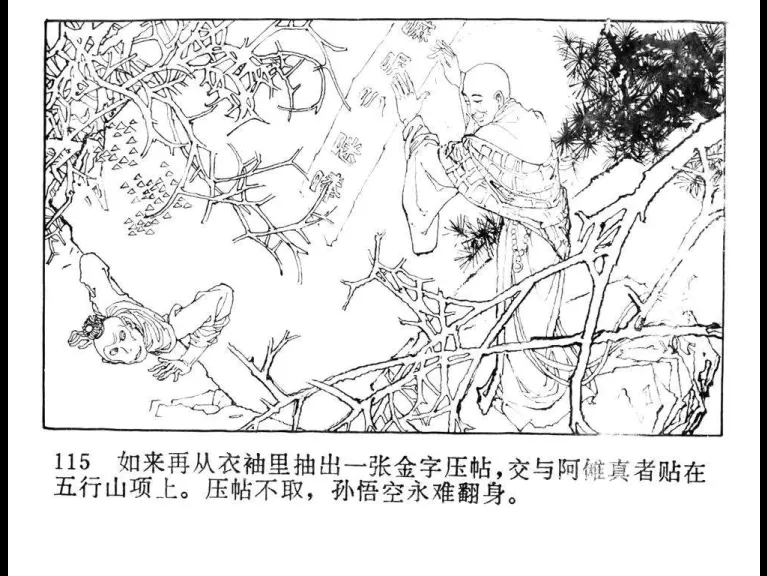 115 如来再从衣袖里抽出一张金字压帖，交与阿傩真者贴在
五行山项上。压帖不取，孙悟空永难翻身。